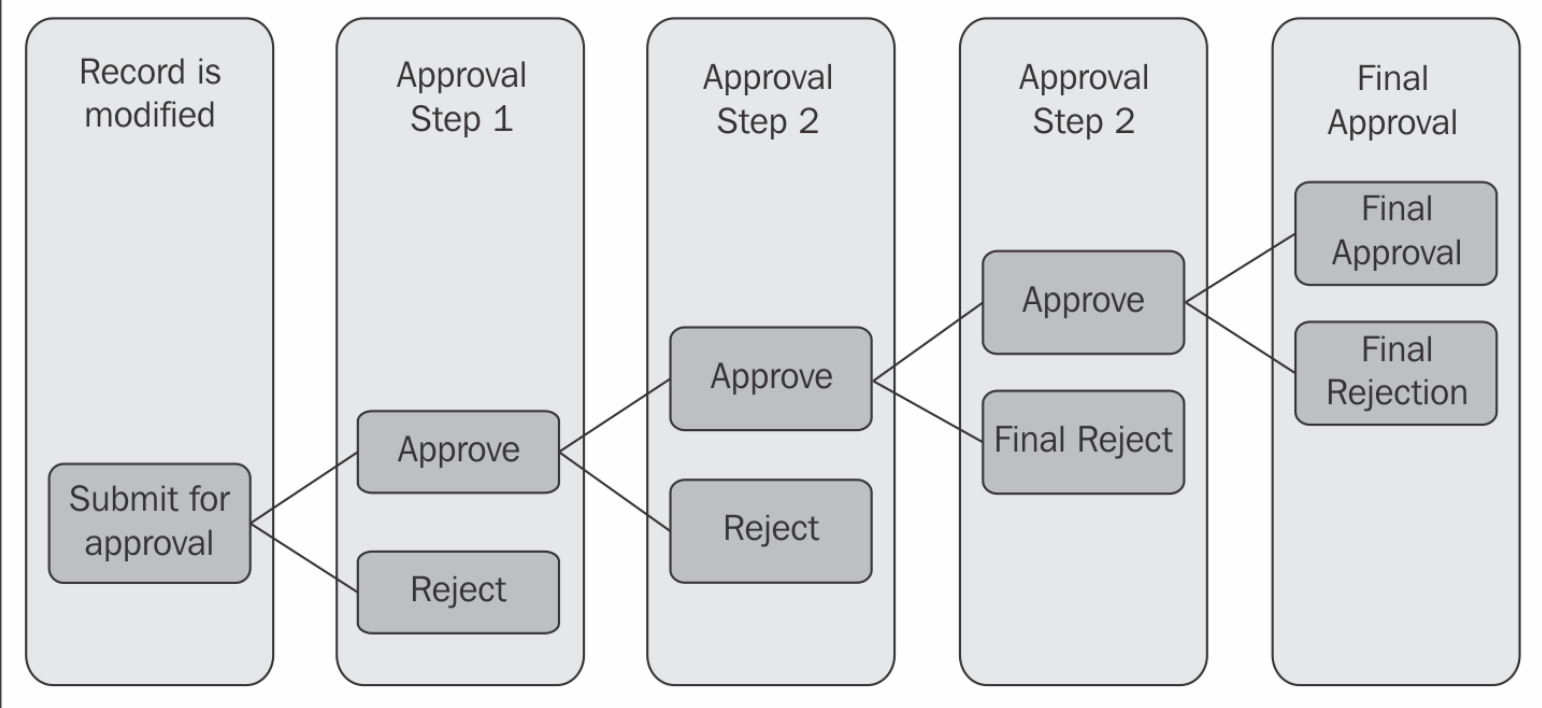 Record is
modified
Submit for
approval
Approval
Step 1
Approve
Reject
Approval
Step 2
Approve
Reject
Approval
Step 2
Approve
Final Reject
Final
Approval
Final
Approval
Final
Rejection